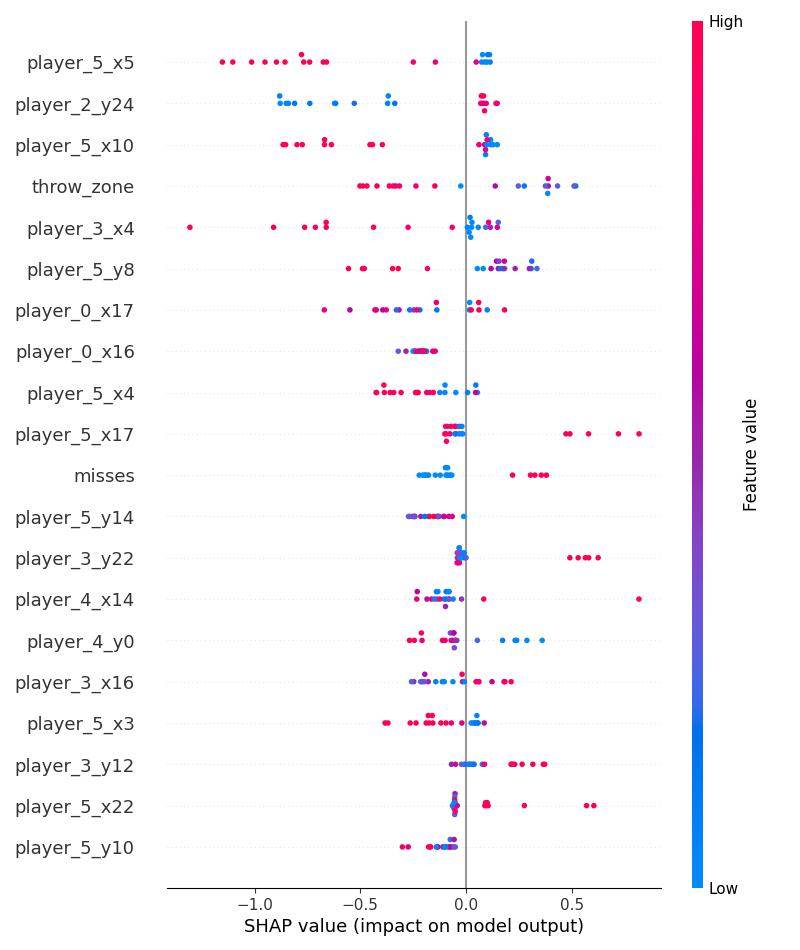 High
player_5_x5
player_2_y24
player_5_x10
throw_zone
player_3_x4
player_5_y8
player_0_x17
player_0_x16
player_5_x4
player_5_x17
misses
player_5_y14
player_3_y22
player_4_x14
player_4_y0
player_3_x16
player_5_x3
player_3_y12
player_5_x22
player_5_y10
Feature value
Low
−1.0 −0.5 0.0 0.5
SHAP value (impact on model output)